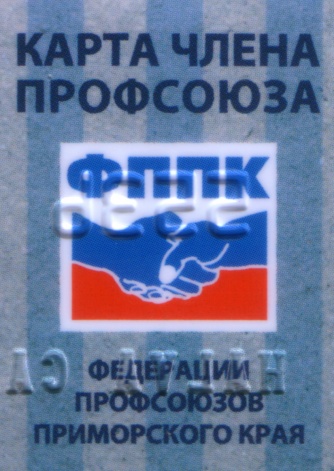 КАРТА ЧЛЕНА
ПРОФСОЮЗА
ФППК
ФЕДЕРАЦИИ
ПРОФСОЮЗОВ
ПРИМОРСКОГО КРАЯ